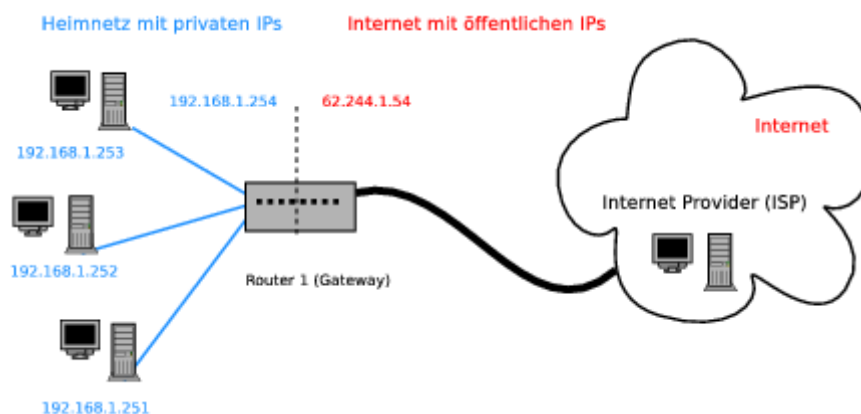 Heimnetz mit privaten IPs
Internet mit öffentlichen IPs
192.168.1.254
62.244.1.54
Internet
192.168.1.253
Internet Provider (ISP)
192.168.1.252
Router 1 (Gateway)
192.168.1.251